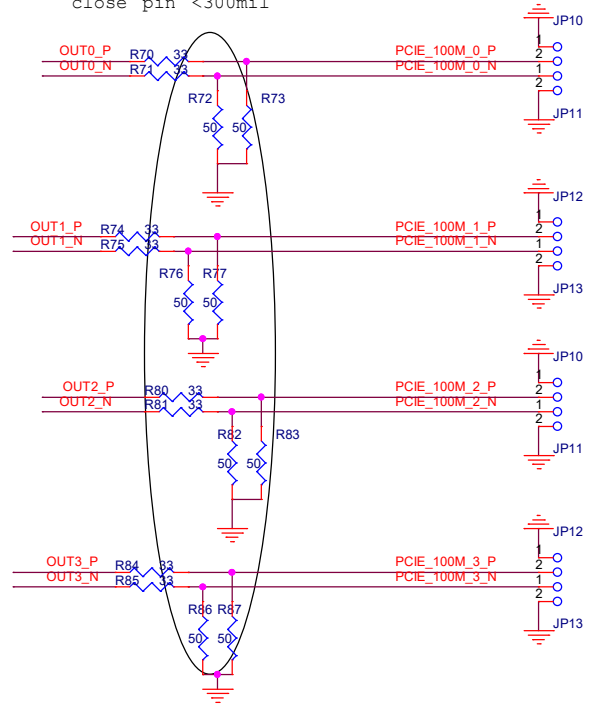 close pin <300mil
JP10
OUT0_P R70 33 PCIE_100M_0_P 1 2
OUT0_N R71 33 PCIE_100M_0_N 1 2
R72 R73
50 50
JP11
JP12
OUT1_P R74 33 PCIE_100M_1_P 1 2
OUT1_N R75 33 PCIE_100M_1_N 1 2
R76 R77
50 50
JP13
JP10
OUT2_P R80 33 PCIE_100M_2_P 1 2
OUT2_N R81 33 PCIE_100M_2_N 1 2
R82 R83
50 50
JP11
JP12
OUT3_P R84 33 PCIE_100M_3_P 1 2
OUT3_N R85 33 PCIE_100M_3_N 1 2
R86 R87
50 50
JP13